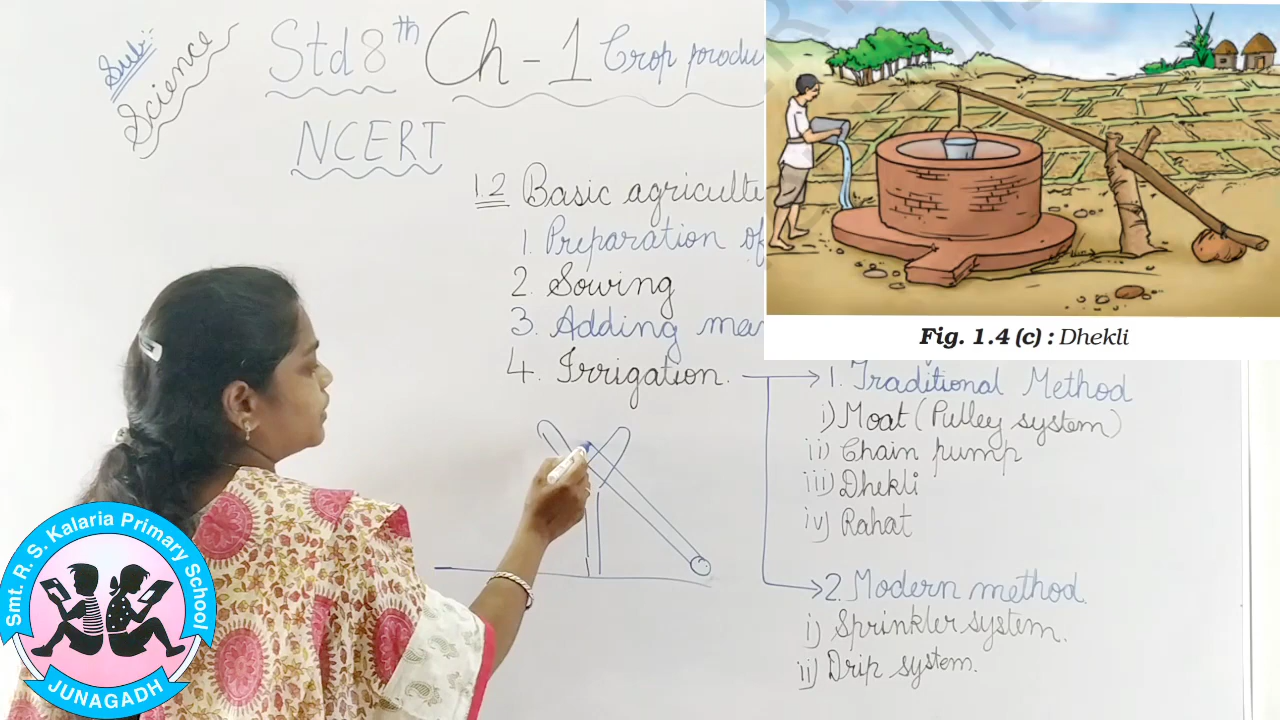 Sub:-
Science
Std 8th Ch - 1 Crop produ
NCERT
1.2 Basic agricultu
1. Preparation of
2. Sowing
3. Adding man
4. Irrigation.
Fig. 1.4 (c) : Dhekli
1. Traditional Method
i) Moat (Pulley system)
ii) Chain pump
iii) Dhekli
iv) Rahat
2. Modern method.
i) Sprinkler system.
ii) Drip system.
Smt. R. S. Kalaria Primary School
JUNAGADH